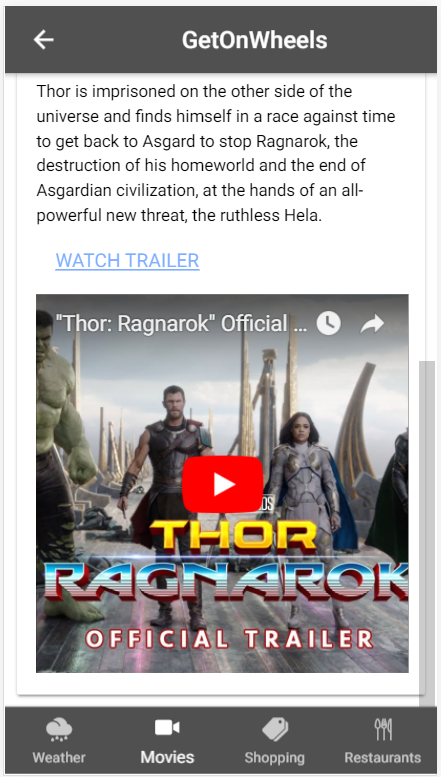 GetOnWheels
Thor is imprisoned on the other side of the
universe and finds himself in a race against time
to get back to Asgard to stop Ragnarok, the
destruction of his homeworld and the end of
Asgardian civilization, at the hands of an all-
powerful new threat, the ruthless Hela.
WATCH TRAILER
"Thor: Ragnarok" Official ...
THOR
RAGNAROK
OFFICIAL TRAILER
Weather
Movies
Shopping
Restaurants